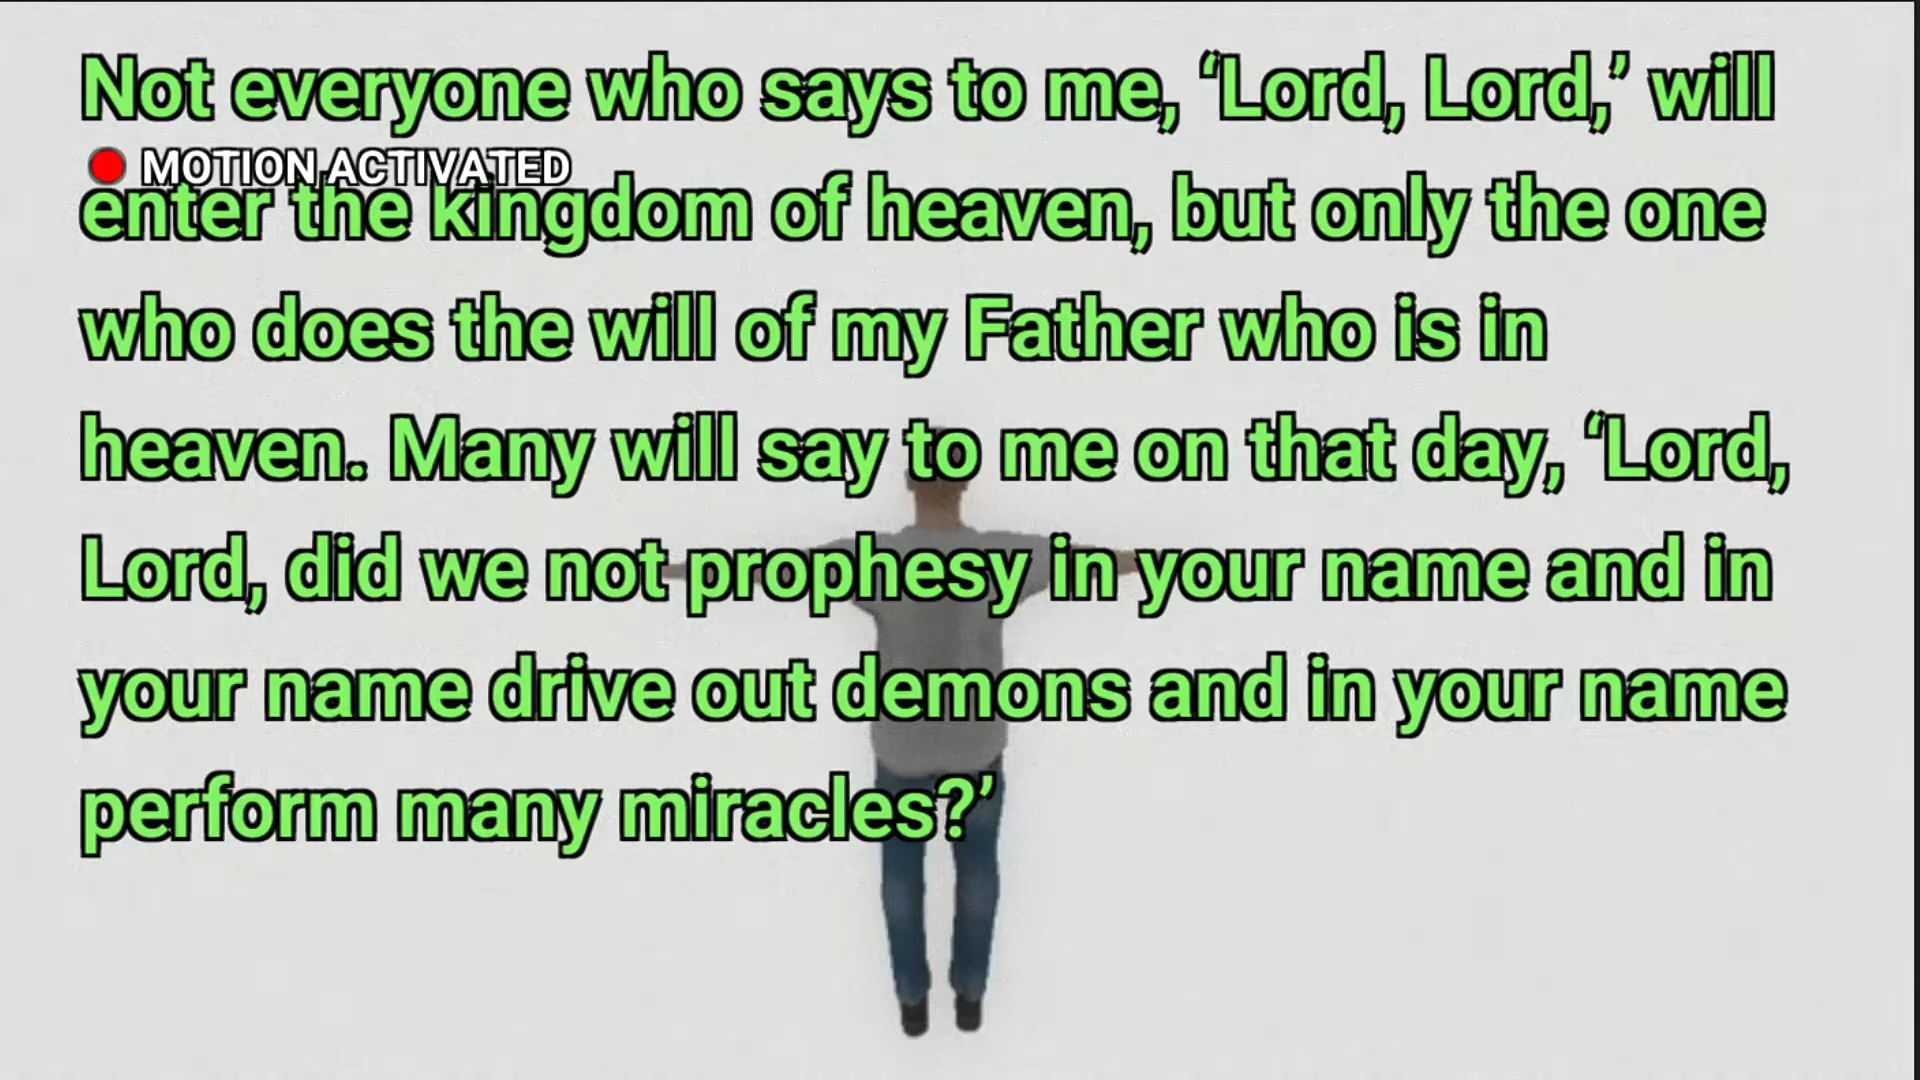 Not everyone who says to me, ‘Lord, Lord,’ will
MOTION ACTIVATED
enter the kingdom of heaven, but only the one
who does the will of my Father who is in
heaven. Many will say to me on that day, ‘Lord,
Lord, did we not prophesy in your name and in
your name drive out demons and in your name
perform many miracles?’